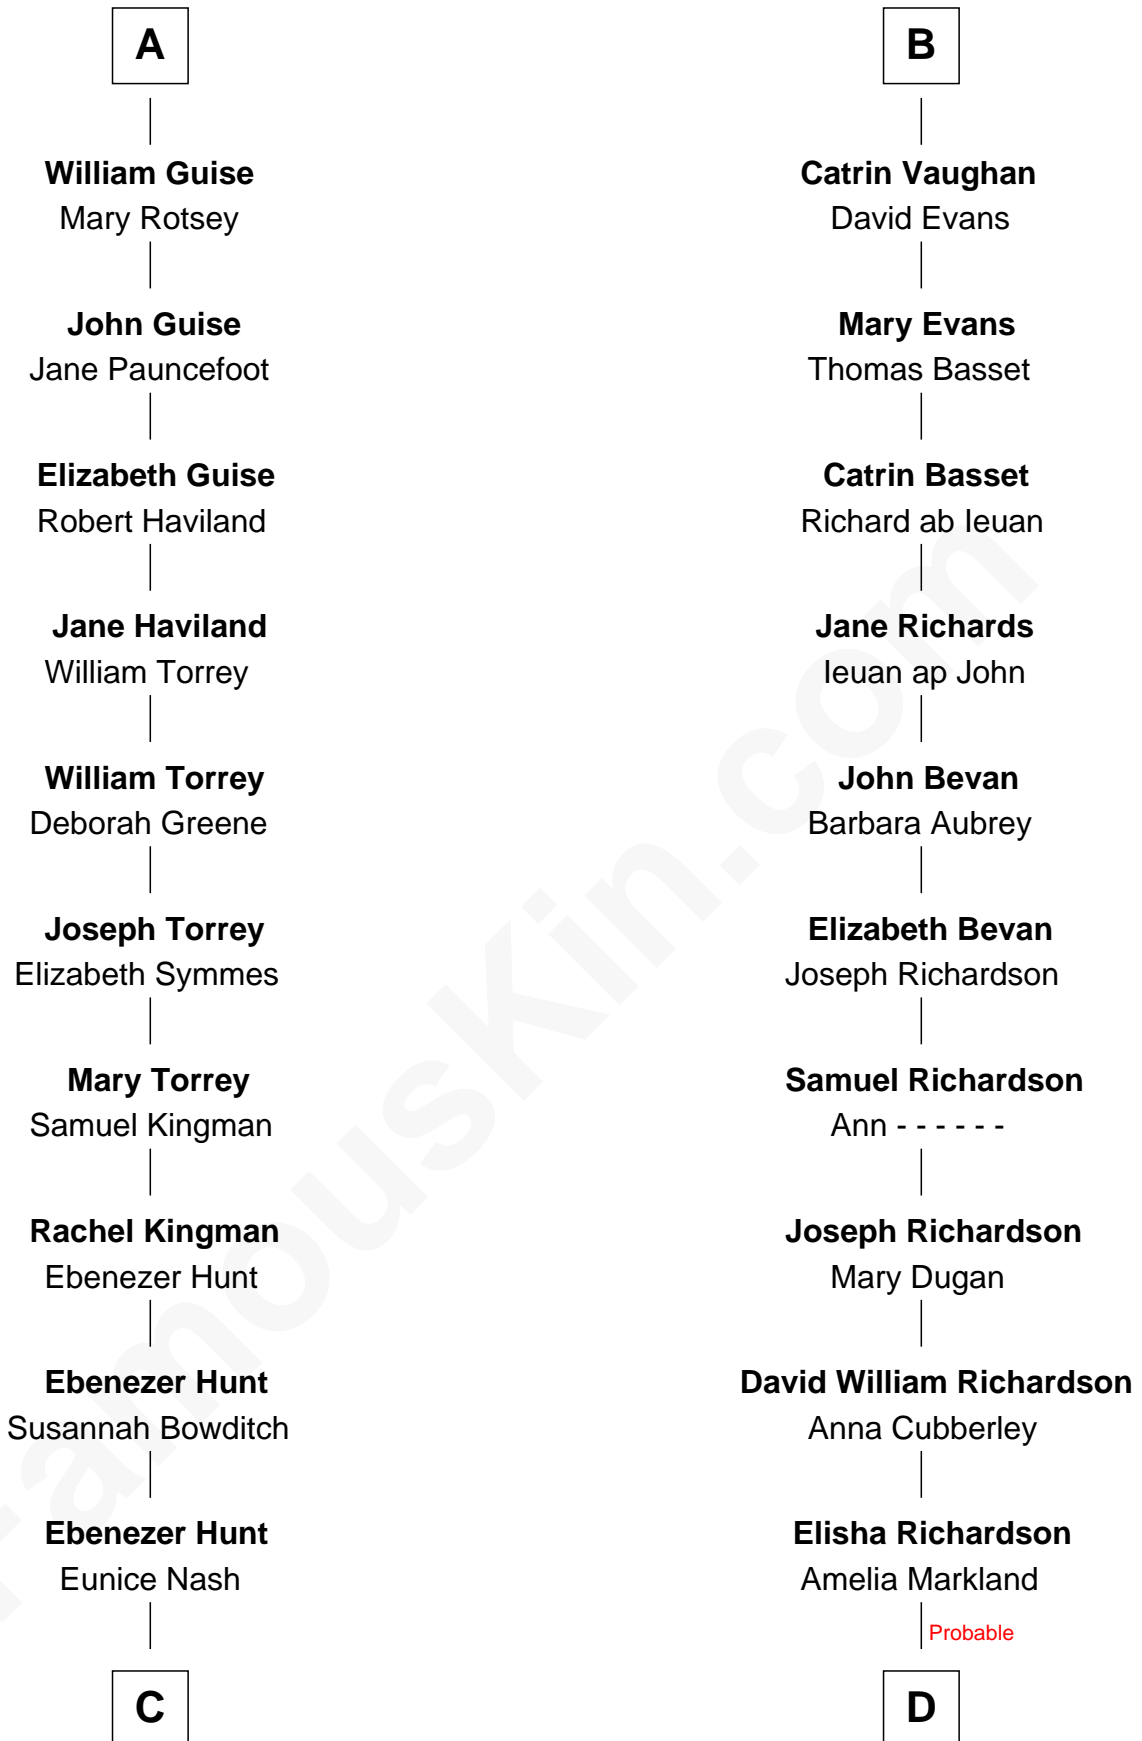 A
William Guise
Mary Rotsey
John Guise
Jane Pauncefoot
Elizabeth Guise
Robert Haviland
Jane Haviland
William Torrey
William Torrey
Deborah Greene
Joseph Torrey
Elizabeth Symmes
Mary Torrey
Samuel Kingman
Rachel Kingman
Ebenezer Hunt
Ebenezer Hunt
Susannah Bowditch
Ebenezer Hunt
Eunice Nash
C
B
Catrin Vaughan
David Evans
Mary Evans
Thomas Basset
Catrin Basset
Richard ab Ieuan
Jane Richards
Ieuan ap John
John Bevan
Barbara Aubrey
Elizabeth Bevan
Joseph Richardson
Samuel Richardson
Ann - - - - - -
Joseph Richardson
Mary Dugan
David William Richardson
Anna Cubberley
Elisha Richardson
Amelia Markland
Probable
D
FamousKin.com